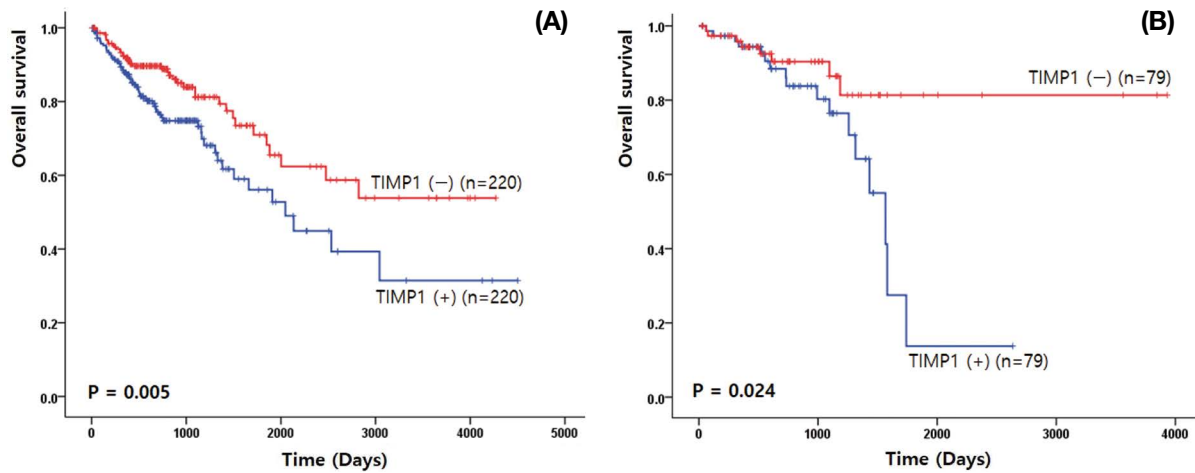 (A)
Overall survival
1.0
0.8
0.6
0.4
0.2
0.0
TIMP1 (−) (n=220)
TIMP1 (+) (n=220)
P = 0.005
0
1000
2000
3000
4000
5000
Time (Days)
(B)
Overall survival
1.0
0.8
0.6
0.4
0.2
0.0
TIMP1 (−) (n=79)
TIMP1 (+) (n=79)
P = 0.024
0
1000
2000
3000
4000
Time (Days)